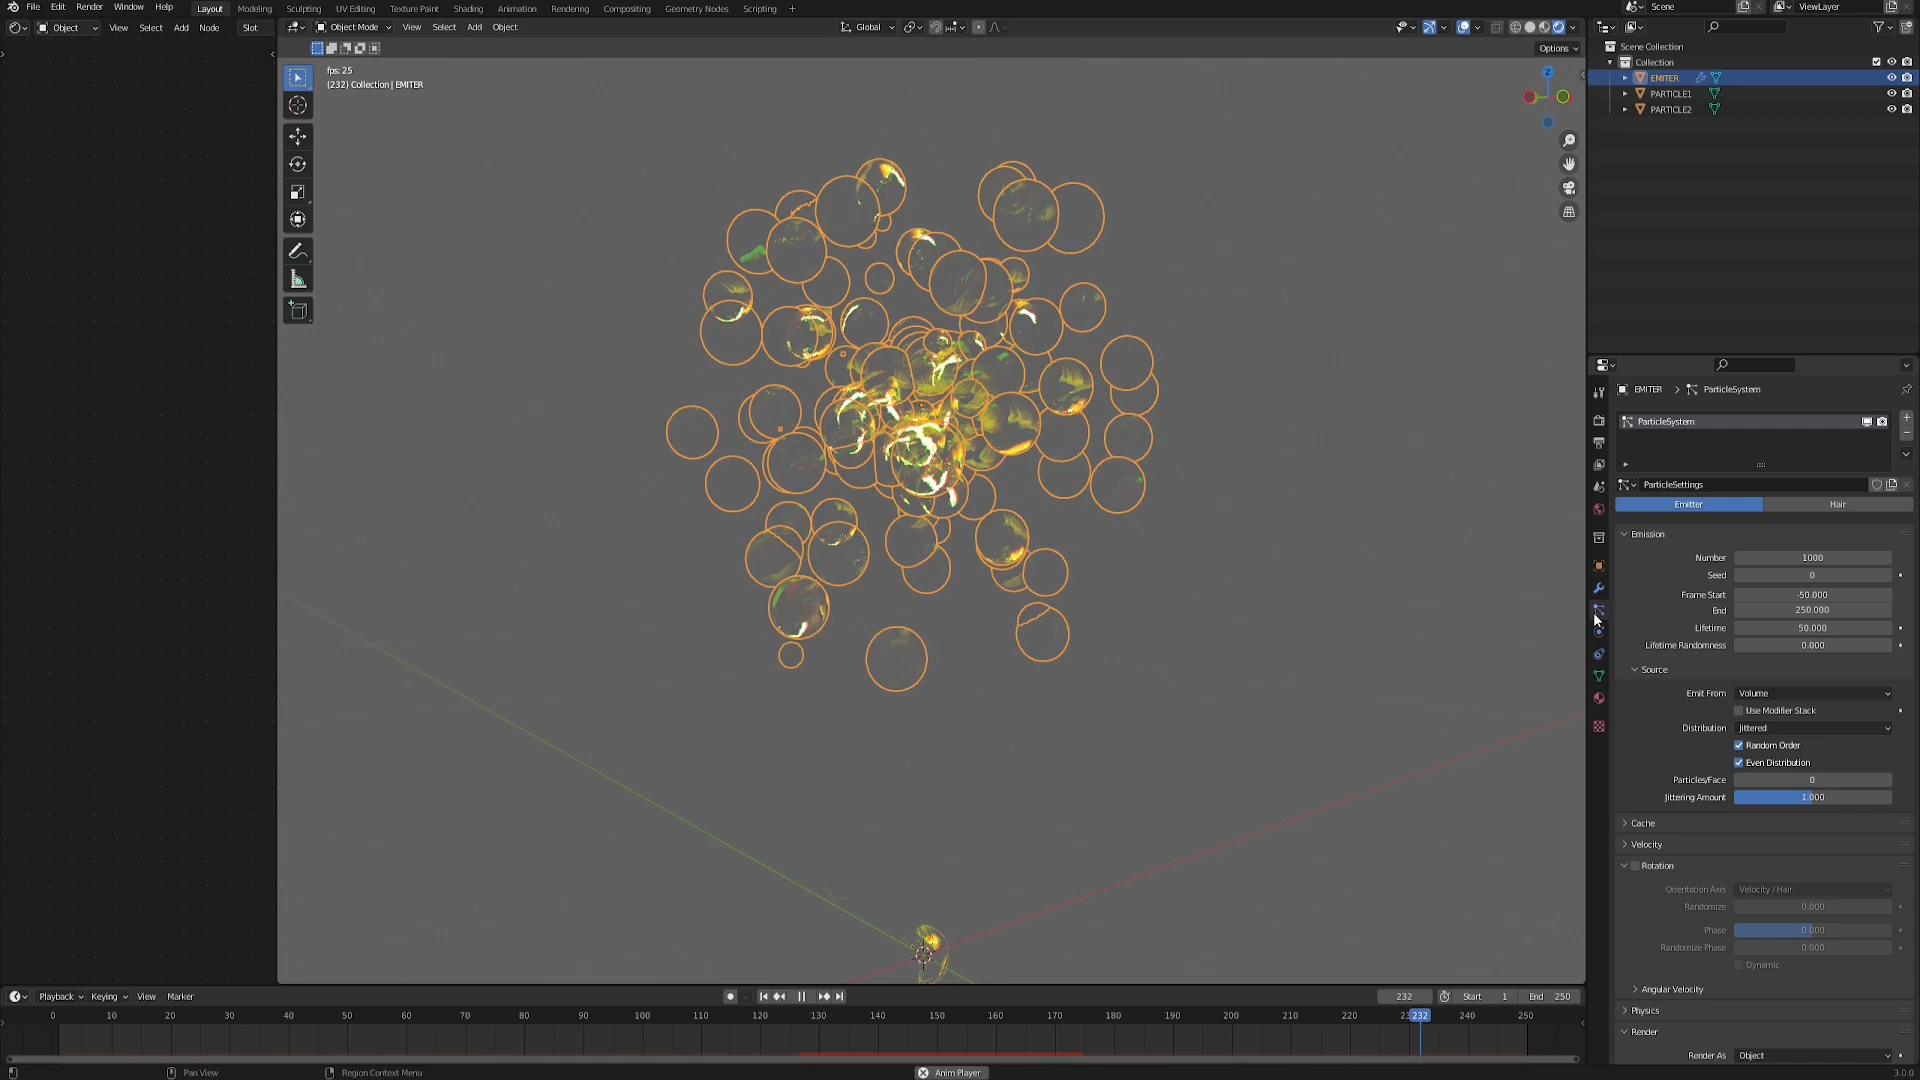 File Edit Render Window Help Layout Modeling Sculpting UV Editing Texture Paint Shading Animation Rendering Compositing Geometry Nodes Scripting + Scene ViewLayer
Object View Select Add Node Slot Object Mode View Select Add Object Global
Options
fps: 25
(232) Collection | EMITER
Z
Scene Collection
Collection
EMITER
PARTICLE1
PARTICLE2
EMITER > ParticleSystem
ParticleSystem
ParticleSettings
Emitter Hair
Emission
Number 1000
Seed 0
Frame Start -50.000
End 250.000
Lifetime 50.000
Lifetime Randomness 0.000
Source
Emit From Volume
Use Modifier Stack
Distribution Jittered
Random Order
Even Distribution
Particles/Face 0
Jittering Amount 1.000
Cache
Velocity
Rotation
Orientation Axis Velocity / Hair
Randomize 0.000
Phase 0.000
Randomize Phase 0.000
Dynamic
Angular Velocity
Physics
Render
Render As Object
Playback Keying View Marker 232 Start 1 End 250
0 10 20 30 40 50 60 70 80 90 100 110 120 130 140 150 160 170 180 190 200 210 220 232 240 250
Pan View Region Context Menu Anim Player 3.0.0